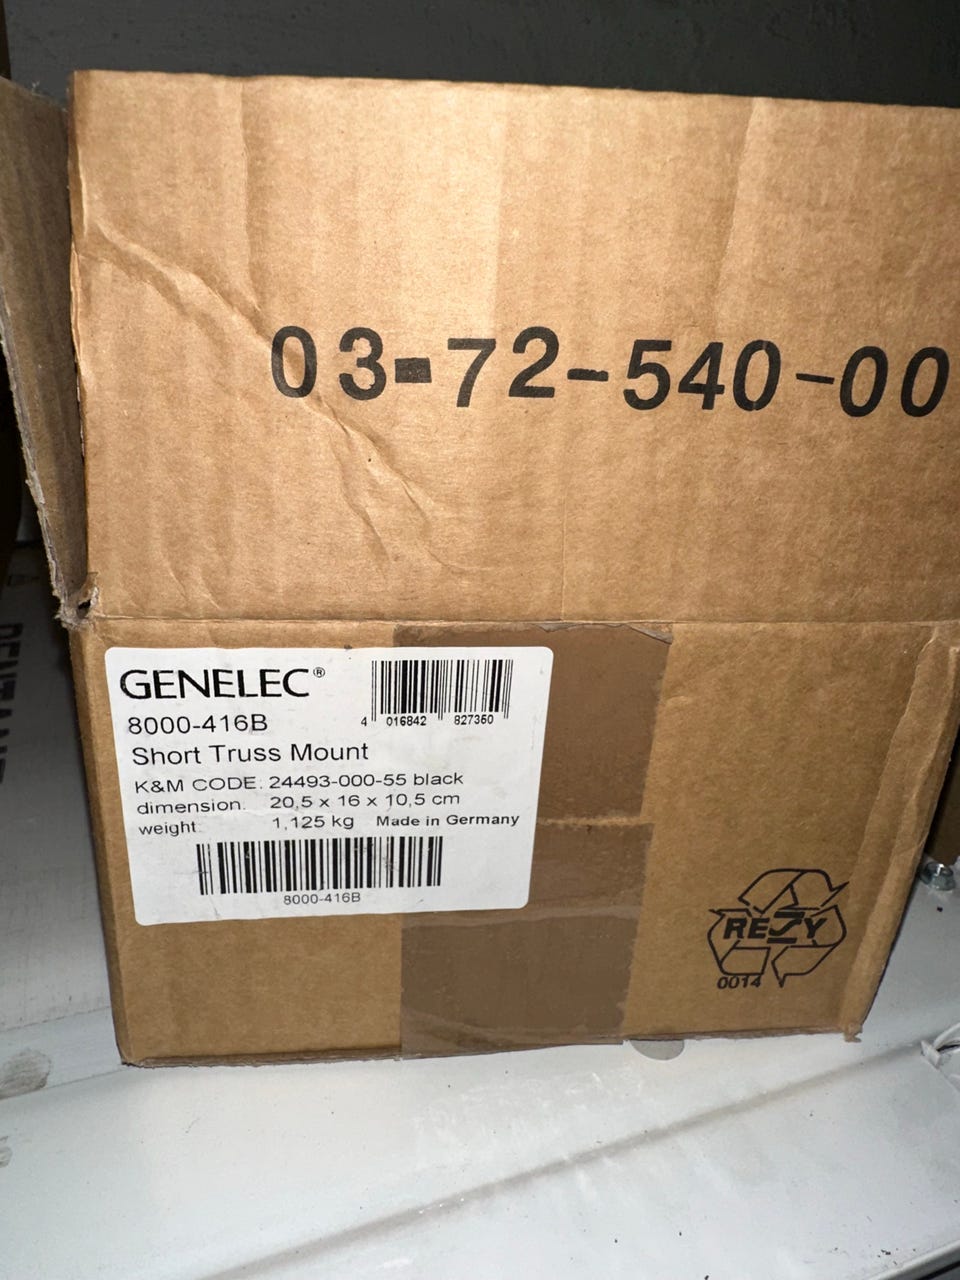 03-72-540-00
GENELEC®
4 016842 827350
8000-416B
Short Truss Mount
K&M CODE: 24493-000-55 black
dimension: 20,5 x 16 x 10,5 cm
weight: 1,125 kg Made in Germany
8000-416B
RESY
0014